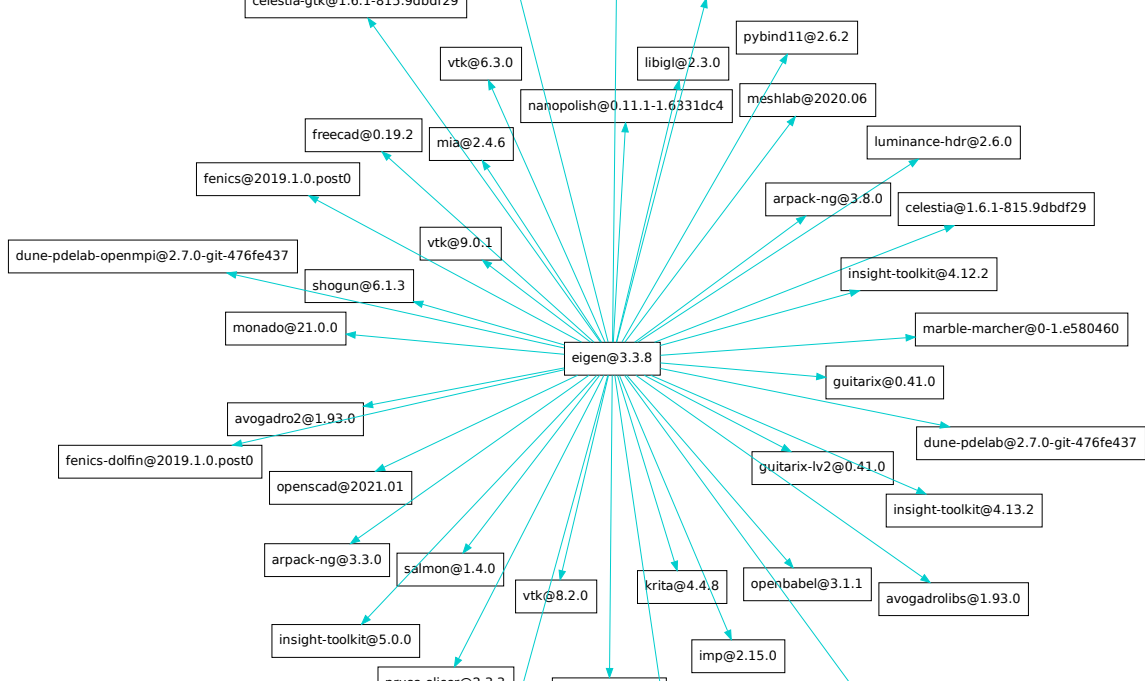 celestia-gtk@1.6.1-815.9dbdf29
pybind11@2.6.2
vtk@6.3.0
libigl@2.3.0
nanopolish@0.11.1-1.6331dc4
meshlab@2020.06
freecad@0.19.2
mia@2.4.6
luminance-hdr@2.6.0
fenics@2019.1.0.post0
arpack-ng@3.8.0
celestia@1.6.1-815.9dbdf29
vtk@9.0.1
dune-pdelab-openmpi@2.7.0-git-476fe437
insight-toolkit@4.12.2
shogun@6.1.3
monado@21.0.0
marble-marcher@0-1.e580460
eigen@3.3.8
guitarix@0.41.0
avogadro2@1.93.0
dune-pdelab@2.7.0-git-476fe437
fenics-dolfin@2019.1.0.post0
guitarix-lv2@0.41.0
openscad@2021.01
insight-toolkit@4.13.2
arpack-ng@3.3.0
salmon@1.4.0
openbabel@3.1.1
krita@4.4.8
vtk@8.2.0
avogadrolibs@1.93.0
insight-toolkit@5.0.0
imp@2.15.0